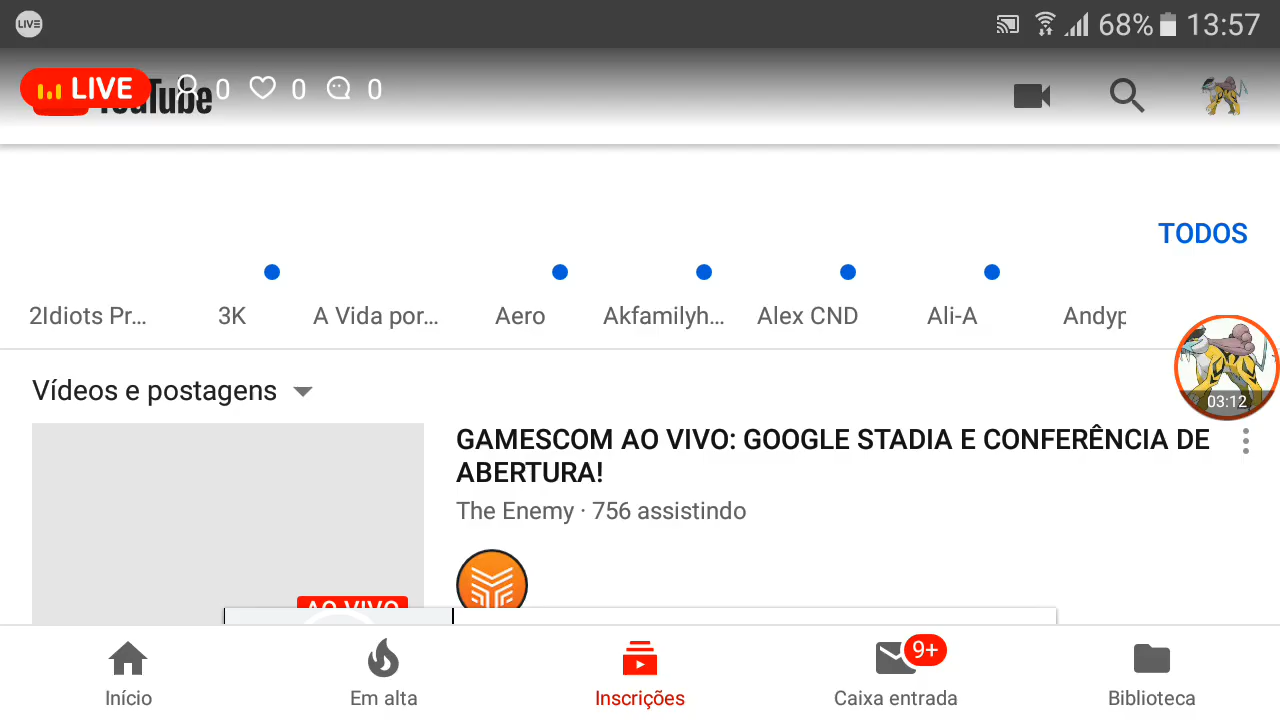 LIVE 68% 13:57
LIVE 0 0 0
YouTube
TODOS
2Idiots Pr... 3K A Vida por... Aero Akfamilyh... Alex CND Ali-A Andyp
Vídeos e postagens
03:12
GAMESCOM AO VIVO: GOOGLE STADIA E CONFERÊNCIA DE
ABERTURA!
The Enemy · 756 assistindo
AO VIVO
9+
Início Em alta Inscrições Caixa entrada Biblioteca